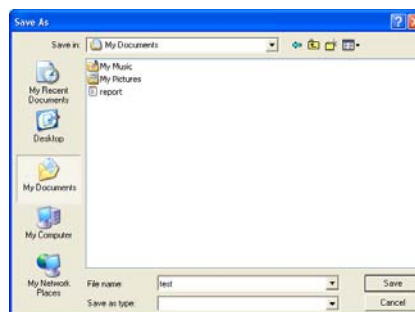 Save As
Save in: My Documents
My Recent
Documents
Desktop
My Documents
My Computer
My Network
Places
My Music
My Pictures
report
File name: test Save
Save as type: Cancel